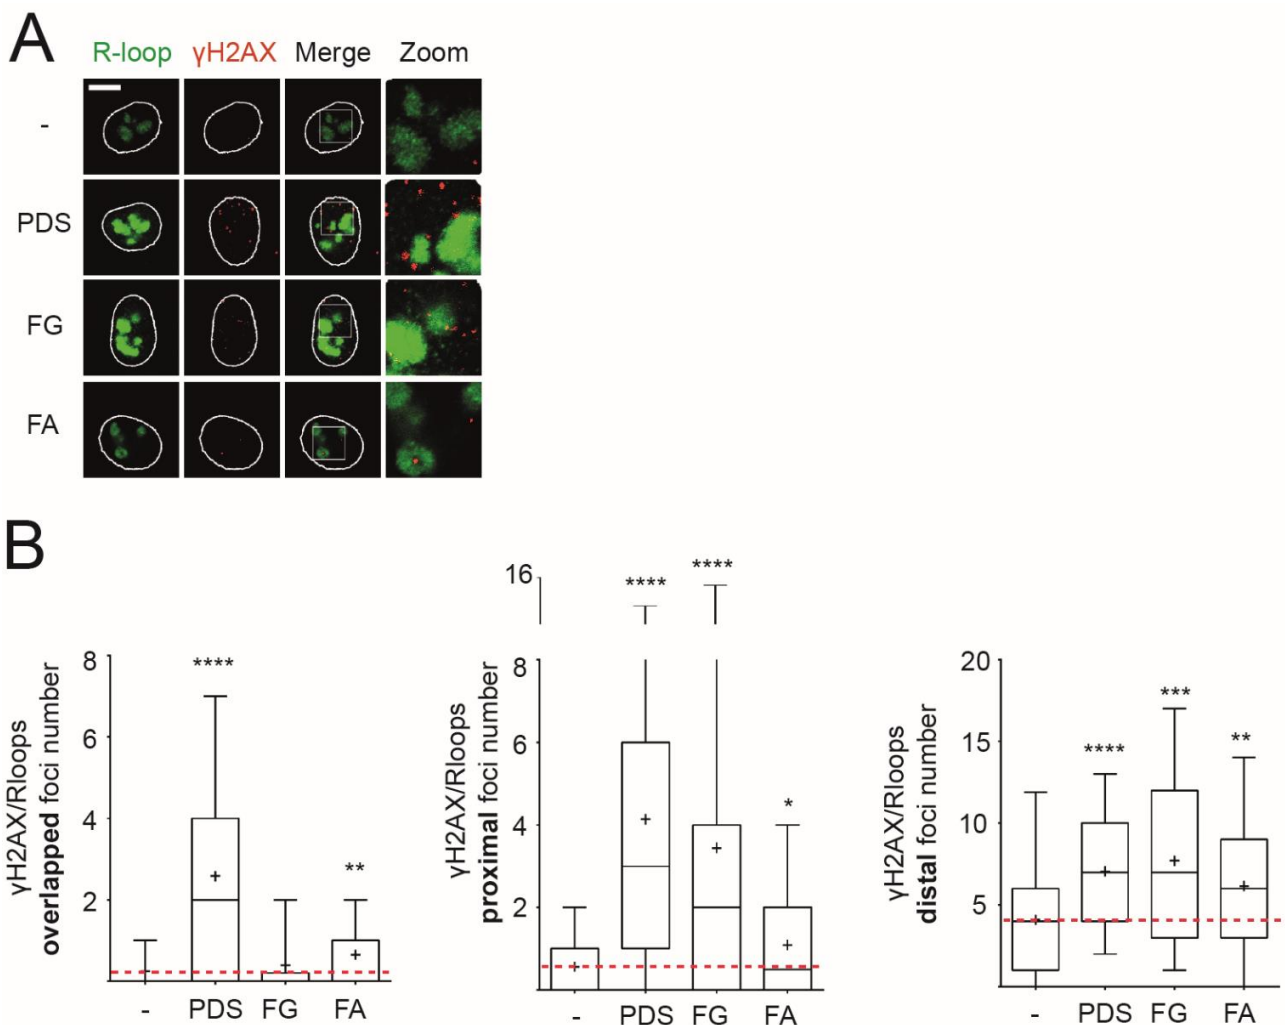 A
R-loop γH2AX Merge Zoom
-
PDS
FG
FA
B
γH2AX/Rloops
overlapped foci number
8
6
4
2
****
**
- PDS FG FA
γH2AX/Rloops
proximal foci number
16
8
6
4
2
****
****
*
- PDS FG FA
γH2AX/Rloops
distal foci number
20
15
10
5
****
***
**
- PDS FG FA